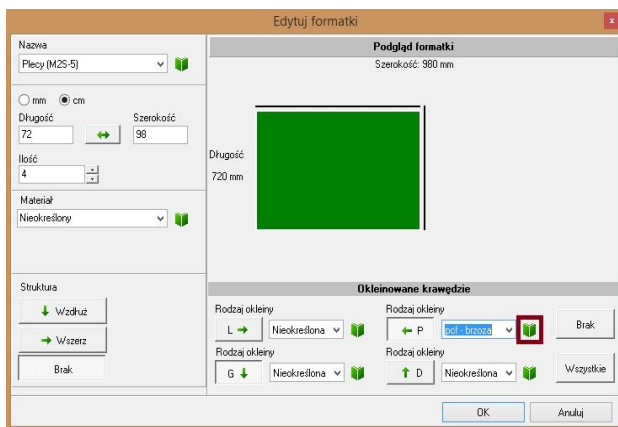 Edytuj formatki
x
Nazwa
Plecy (M2S-5)
mm cm
Długość Szerokość
72 98
Ilość
4
Materiał
Nieokreślony
Struktura
Wzdłuż
Wszerz
Brak
Podgląd formatki
Szerokość: 980 mm
Długość
720 mm
Okleinowane krawędzie
Rodzaj okleiny Rodzaj okleiny
L Nieokreślona P pcf - brzoza Brak
Rodzaj okleiny Rodzaj okleiny
G Nieokreślona D Nieokreślona Wszystkie
OK Anuluj